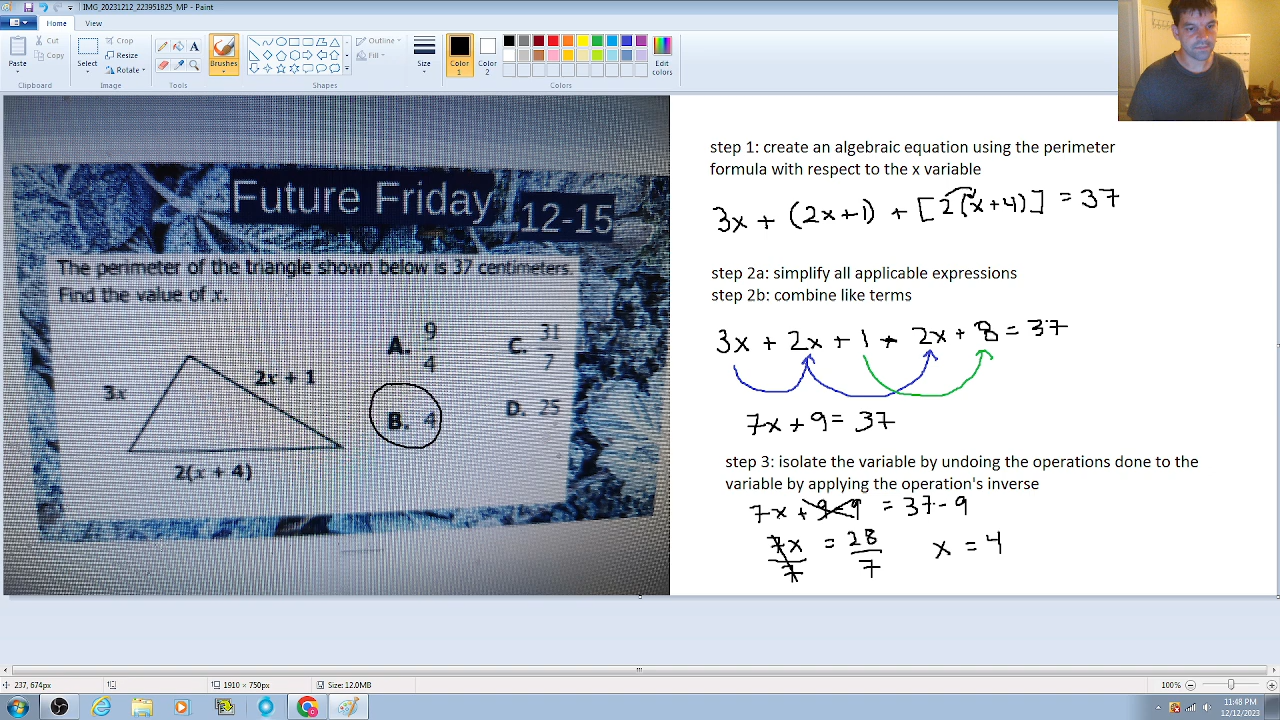 IMG_20231212_223951825_MP - Paint
Home View
Paste
Cut
Copy
Clipboard
Select
Crop
Resize
Rotate
Image
A
Tools
Brushes
Outline
Fill
Shapes
Size
Color 1
Color 2
Edit colors
Colors
Future Friday
12-15
The perimeter of the triangle shown below is 37 centimeters.
Find the value of x.
3x
2x + 1
2(x + 4)
A. 9/4
B. 4
C. 31/7
D. 25
step 1: create an algebraic equation using the perimeter
formula with respect to the x variable
3x + (2x+1) + [2(x+4)] = 37
step 2a: simplify all applicable expressions
step 2b: combine like terms
3x + 2x + 1 + 2x + 8 = 37
7x + 9 = 37
step 3: isolate the variable by undoing the operations done to the
variable by applying the operation's inverse
7x + 9-9 = 37-9
7x/7 = 28/7 x = 4
237, 674px
1910 × 750px
Size: 12.0MB
100%
11:48 PM
12/12/2023